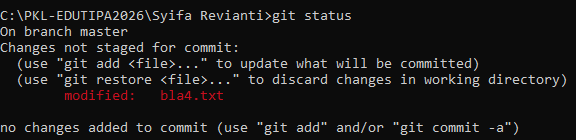 C:\PKL-EDUTIPA2026\Syifa Revianti>git status
On branch master
Changes not staged for commit:
  (use "git add <file>..." to update what will be committed)
  (use "git restore <file>..." to discard changes in working directory)
        modified:   bla4.txt

no changes added to commit (use "git add" and/or "git commit -a")